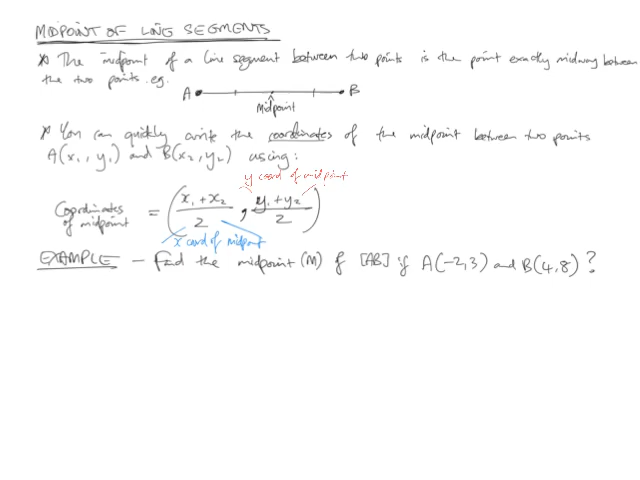 MIDPOINT OF LINE SEGMENTS
* The midpoint of a line segment between two points is the point exactly midway between
the two points. eg.
A B
Midpoint
* You can quickly write the coordinates of the midpoint between two points
A(x₁, y₁) and B(x₂, y₂) using:
y coord of midpoint
Coordinates of midpoint = ((x₁ + x₂)/2, (y₁ + y₂)/2)
x coord of midpoint
EXAMPLE - Find the midpoint (M) of [AB] if A(-2,3) and B(4,8)?